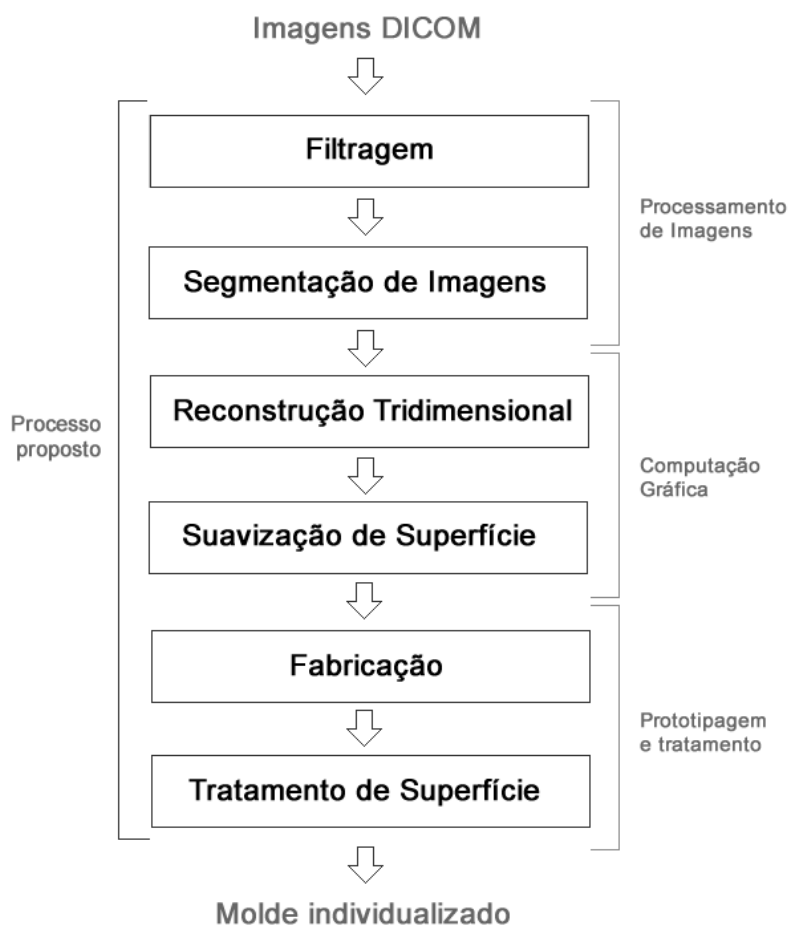 Imagens DICOM
Filtragem
Processamento
de Imagens
Segmentação de Imagens
Reconstrução Tridimensional
Processo
proposto
Computação
Gráfica
Suavização de Superfície
Fabricação
Prototipagem
e tratamento
Tratamento de Superfície
Molde individualizado